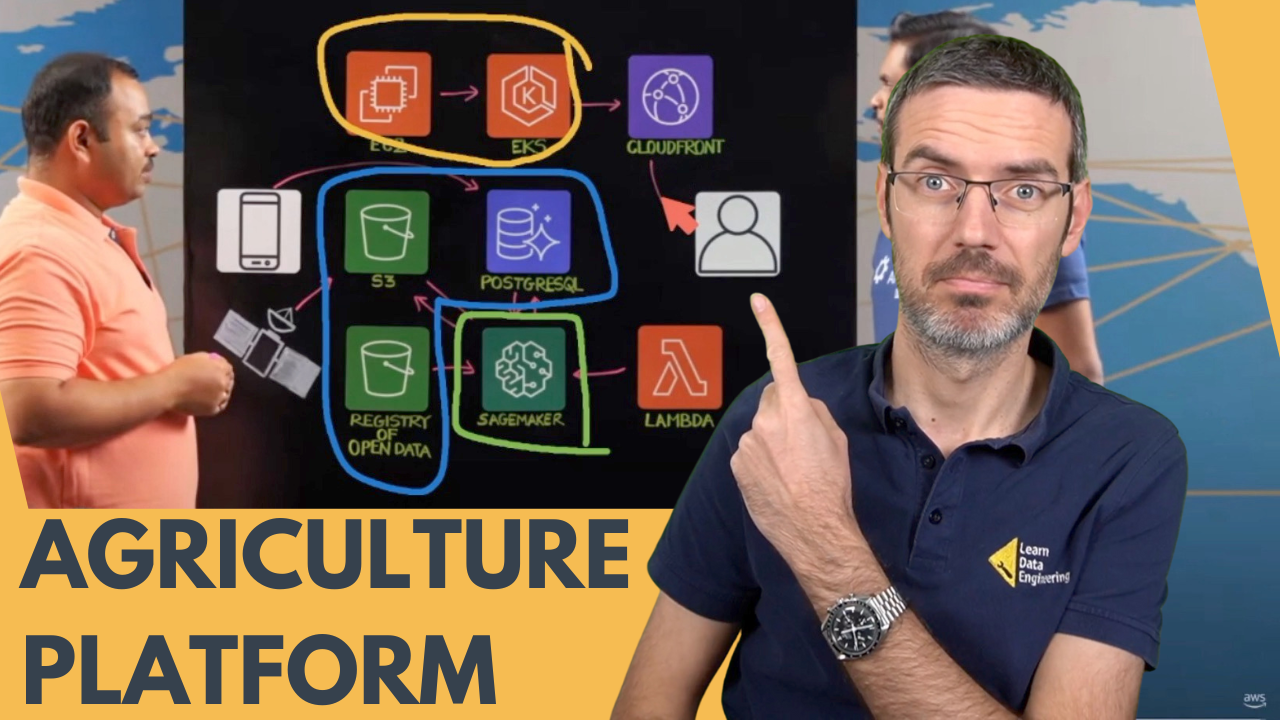 EC2
EKS
CLOUDFRONT
S3
POSTGRESQL
REGISTRY
OF
OPEN DATA
SAGEMAKER
LAMBDA
Learn
Data
Engineering
AGRICULTURE
PLATFORM
aws